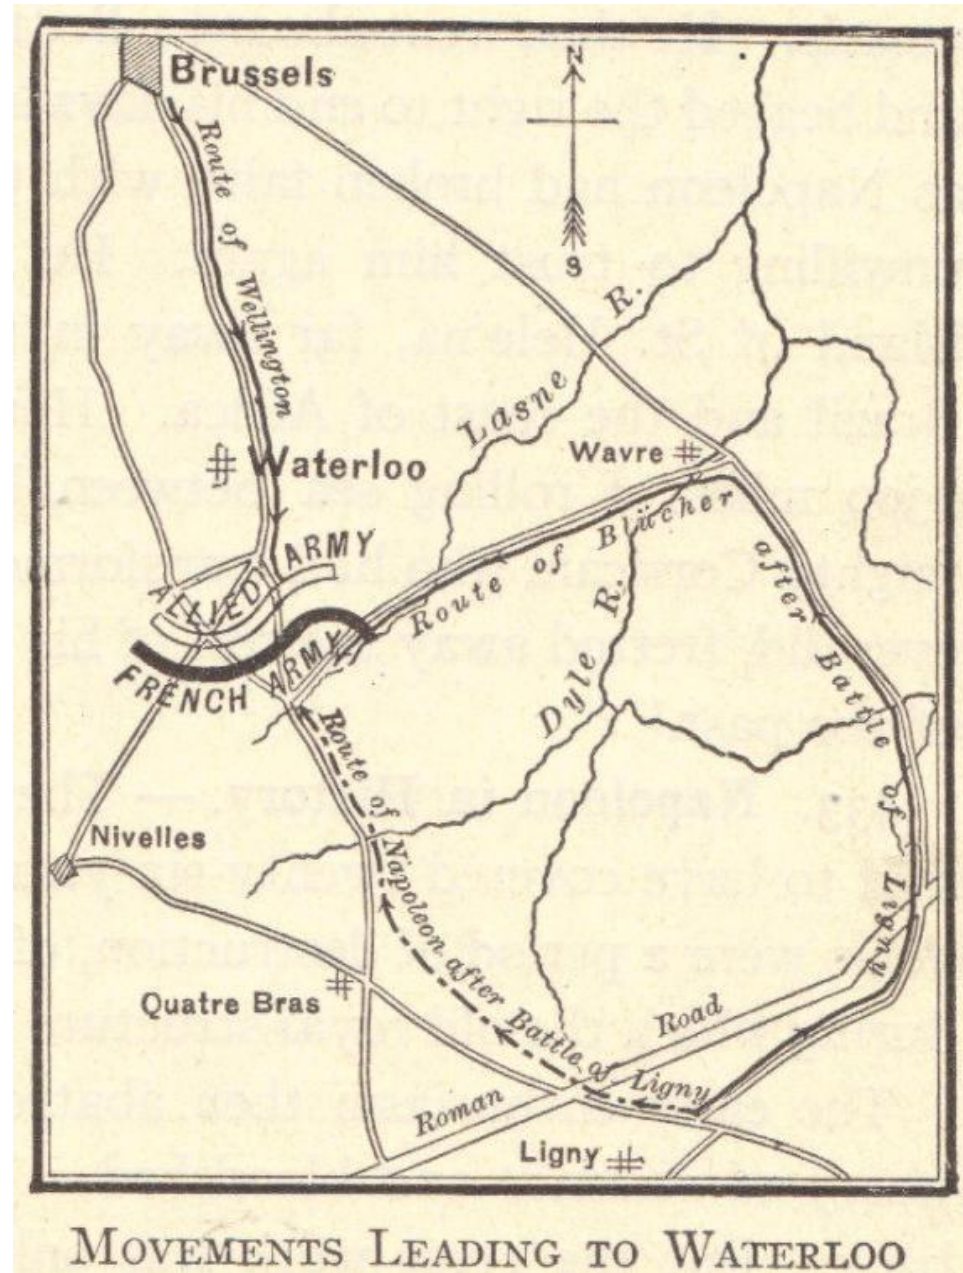 Brussels
N
S
Route of Wellington
Lasne R.
Waterloo
Wavre
ALLIED ARMY
FRENCH ARMY
Route of Blücher after Battle of Ligny
Dyle R.
Route of Napoleon after Battle of Ligny
Nivelles
Quatre Bras
Roman Road
Ligny
MOVEMENTS LEADING TO WATERLOO